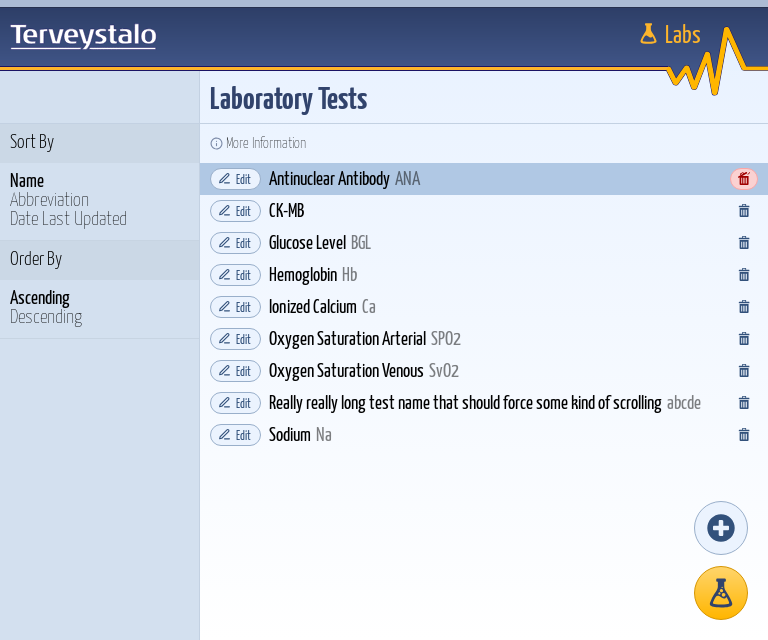 Terveystalo
Labs
Laboratory Tests
Sort By
Name
Abbreviation
Date Last Updated
Order By
Ascending
Descending
More Information
Edit Antinuclear Antibody ANA
Edit CK-MB
Edit Glucose Level BGL
Edit Hemoglobin Hb
Edit Ionized Calcium Ca
Edit Oxygen Saturation Arterial SPO2
Edit Oxygen Saturation Venous SvO2
Edit Really really long test name that should force some kind of scrolling abcde
Edit Sodium Na